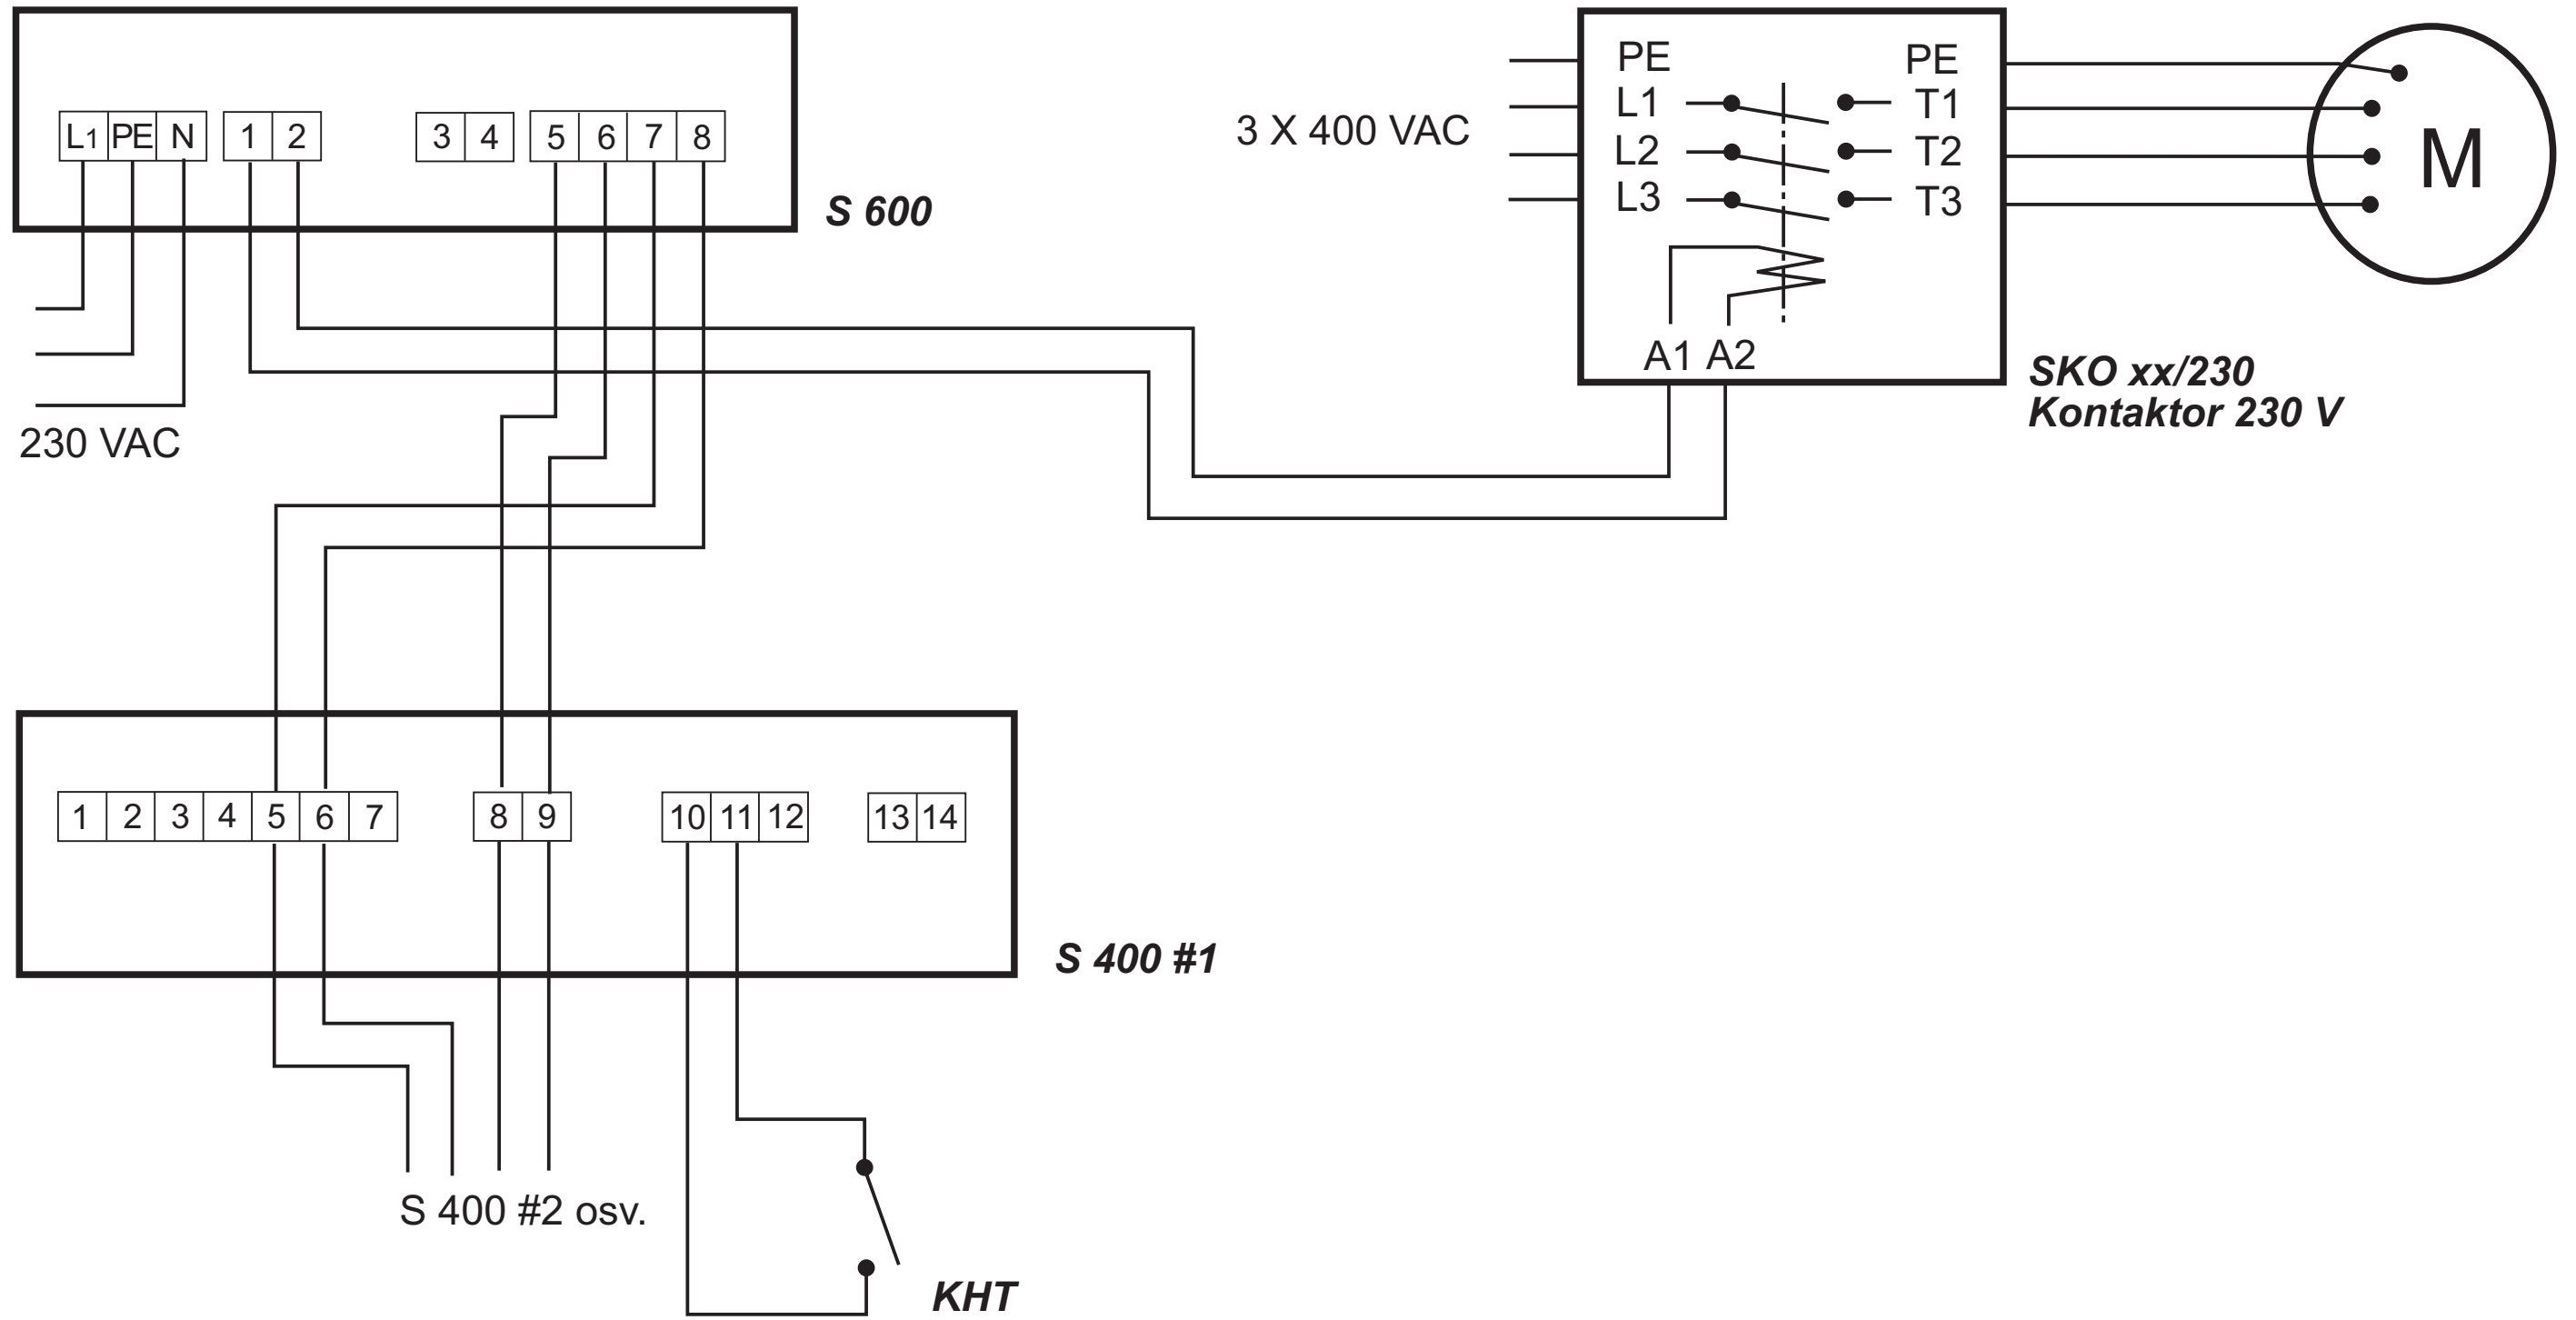 L1 PE N 1 2 3 4 5 6 7 8
S 600
230 VAC
3 X 400 VAC
PE PE
L1 T1
L2 T2
L3 T3
A1 A2
M
SKO xx/230
Kontaktor 230 V
1 2 3 4 5 6 7 8 9 10 11 12 13 14
S 400 #1
S 400 #2 osv.
KHT